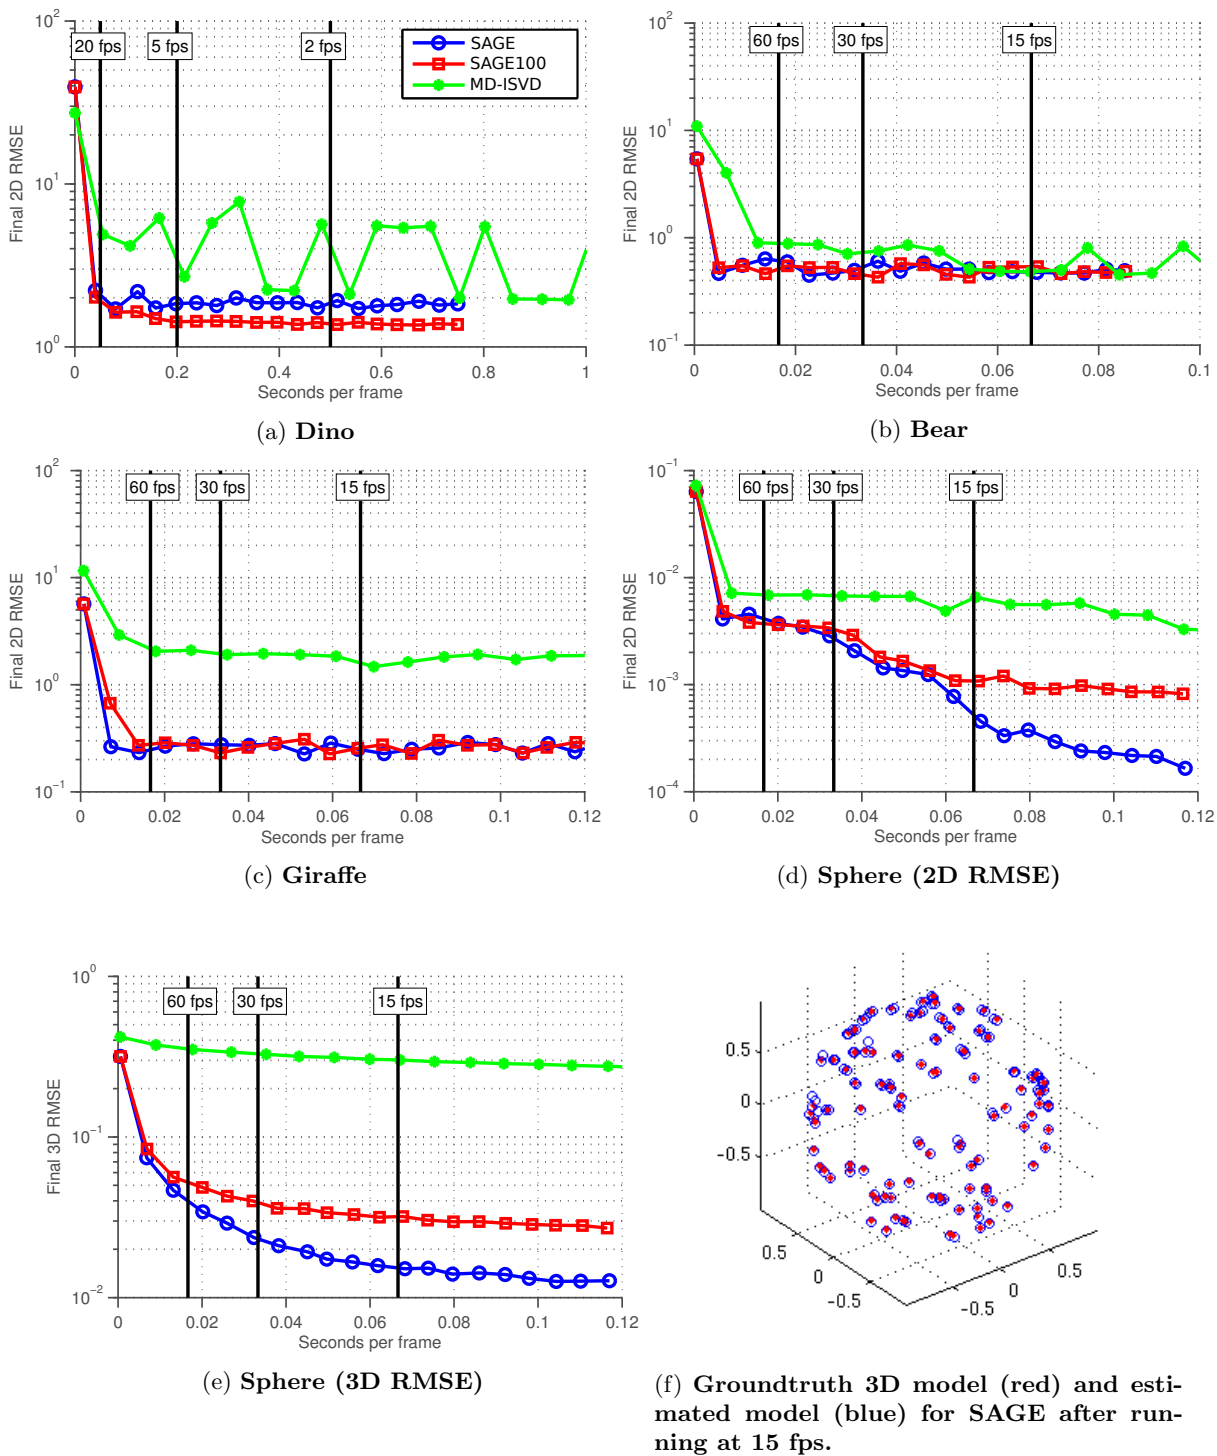 10^2
20 fps
5 fps
2 fps
SAGE
SAGE100
MD-ISVD
10^1
10^0
Final 2D RMSE
0
0.2
0.4
0.6
0.8
1
Seconds per frame
(a) Dino
10^2
60 fps
30 fps
15 fps
10^1
10^0
10^−1
Final 2D RMSE
0
0.02
0.04
0.06
0.08
0.1
Seconds per frame
(b) Bear
10^2
60 fps
30 fps
15 fps
10^1
10^0
10^−1
Final 2D RMSE
0
0.02
0.04
0.06
0.08
0.1
0.12
Seconds per frame
(c) Giraffe
10^−1
60 fps
30 fps
15 fps
10^−2
10^−3
10^−4
Final 2D RMSE
0
0.02
0.04
0.06
0.08
0.1
0.12
Seconds per frame
(d) Sphere (2D RMSE)
10^0
60 fps
30 fps
15 fps
10^−1
10^−2
Final 3D RMSE
0
0.02
0.04
0.06
0.08
0.1
0.12
Seconds per frame
(e) Sphere (3D RMSE)
0.5
0
−0.5
0.5
0
−0.5
−0.5
0
0.5
(f) Groundtruth 3D model (red) and esti-
mated model (blue) for SAGE after run-
ning at 15 fps.